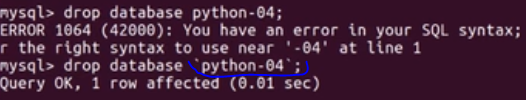 mysql> drop database python-04;
ERROR 1064 (42000): You have an error in your SQL syntax;
r the right syntax to use near '-04' at line 1
mysql> drop database `python-04`;
Query OK, 1 row affected (0.01 sec)